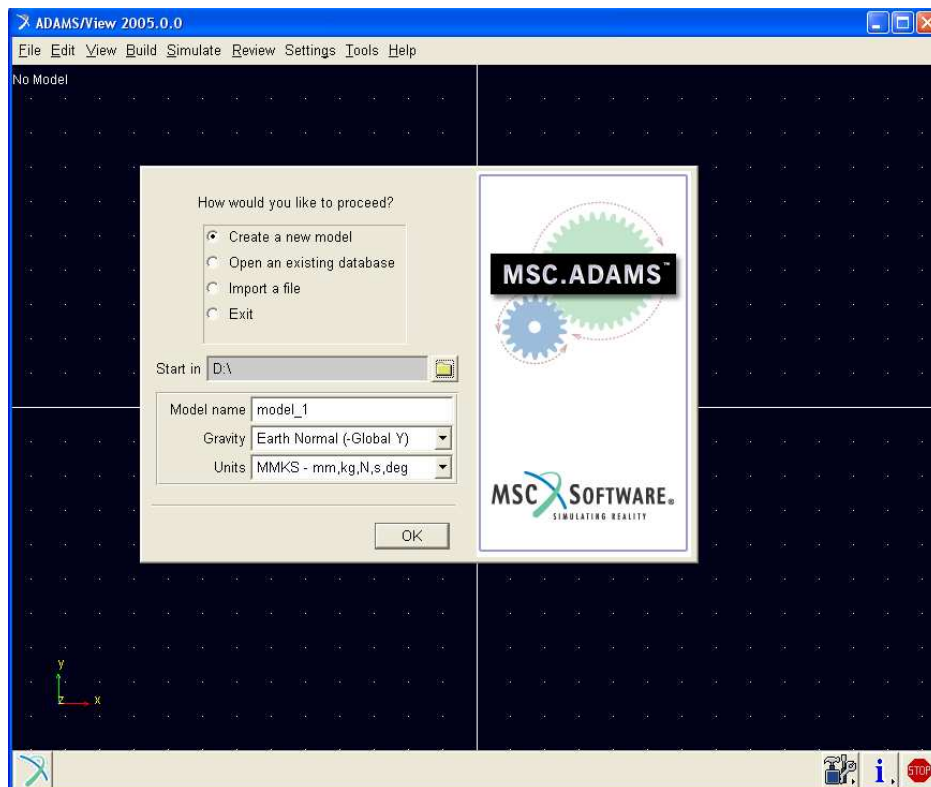 ADAMS/View 2005.0.0
File Edit View Build Simulate Review Settings Tools Help
No Model
How would you like to proceed?
Create a new model
Open an existing database
Import a file
Exit
Start in D:\
Model name model_1
Gravity Earth Normal (-Global Y)
Units MMKS - mm,kg,N,s,deg
OK
MSC.ADAMS™
MSC SOFTWARE®
SIMULATING REALITY
y
z x
i
STOP